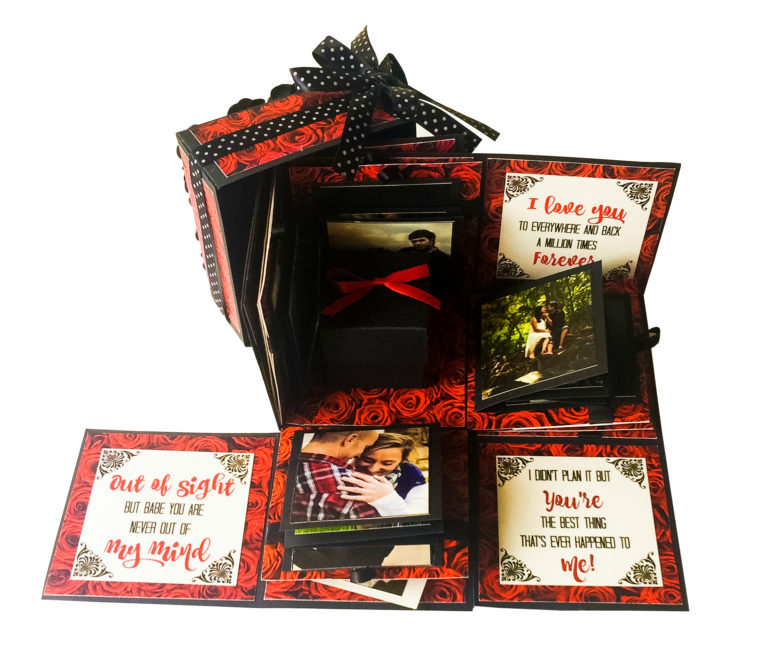 I love you
TO EVERYWHERE AND BACK
A MILLION TIMES
Forever
Out of sight
BUT BABE YOU ARE
NEVER OUT OF
My mind
I DIDN'T PLAN IT BUT
You're
THE BEST THING
THAT'S EVER HAPPENED TO
Me!